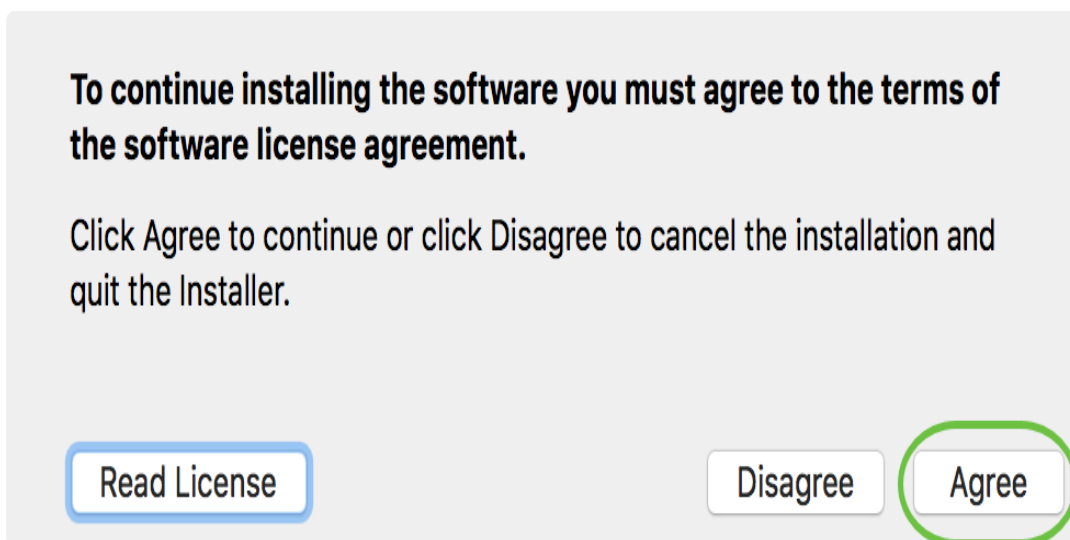 To continue installing the software you must agree to the terms of
the software license agreement.
Click Agree to continue or click Disagree to cancel the installation and
quit the Installer.
Read License
Disagree
Agree